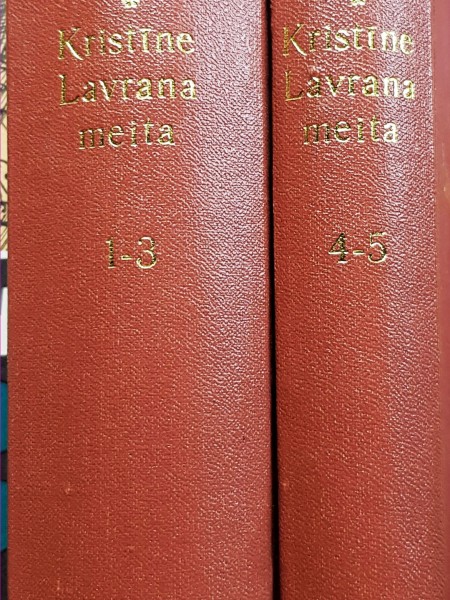 Kristīne
Lavrana
meita
1-3
Kristīne
Lavrana
meita
4-5